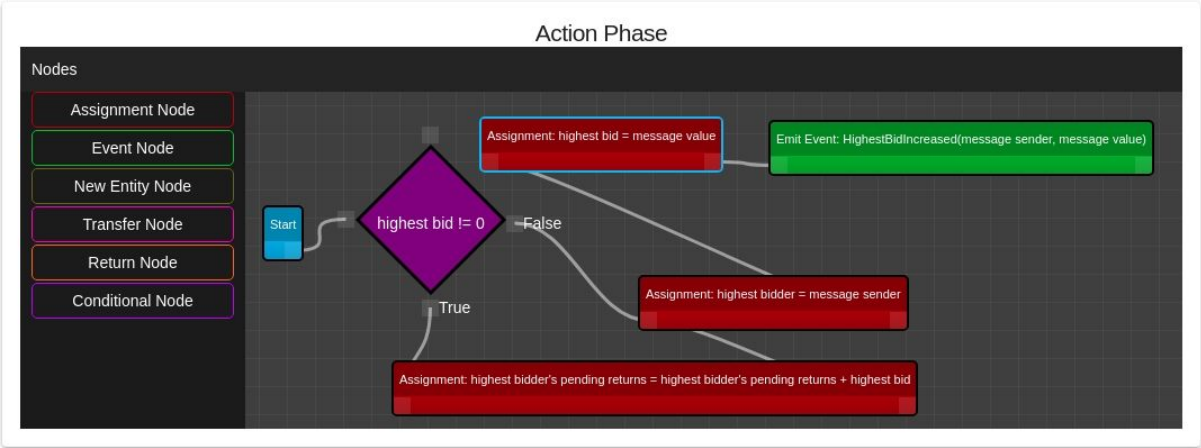 Action Phase
Nodes
Assignment Node
Event Node
New Entity Node
Transfer Node
Return Node
Conditional Node
Assignment: highest bid = message value
Emit Event: HighestBidIncreased(message sender, message value)
Start
highest bid != 0
False
Assignment: highest bidder = message sender
True
Assignment: highest bidder's pending returns = highest bidder's pending returns + highest bid